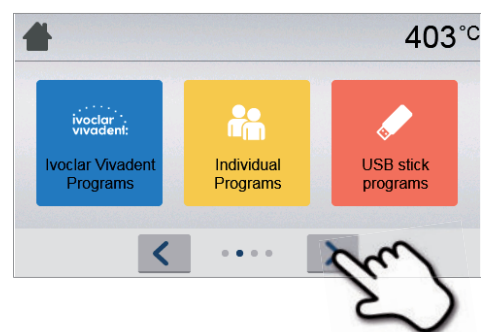 403°C
ivoclar
vivadent:
Ivoclar Vivadent
Programs
Individual
Programs
USB stick
programs